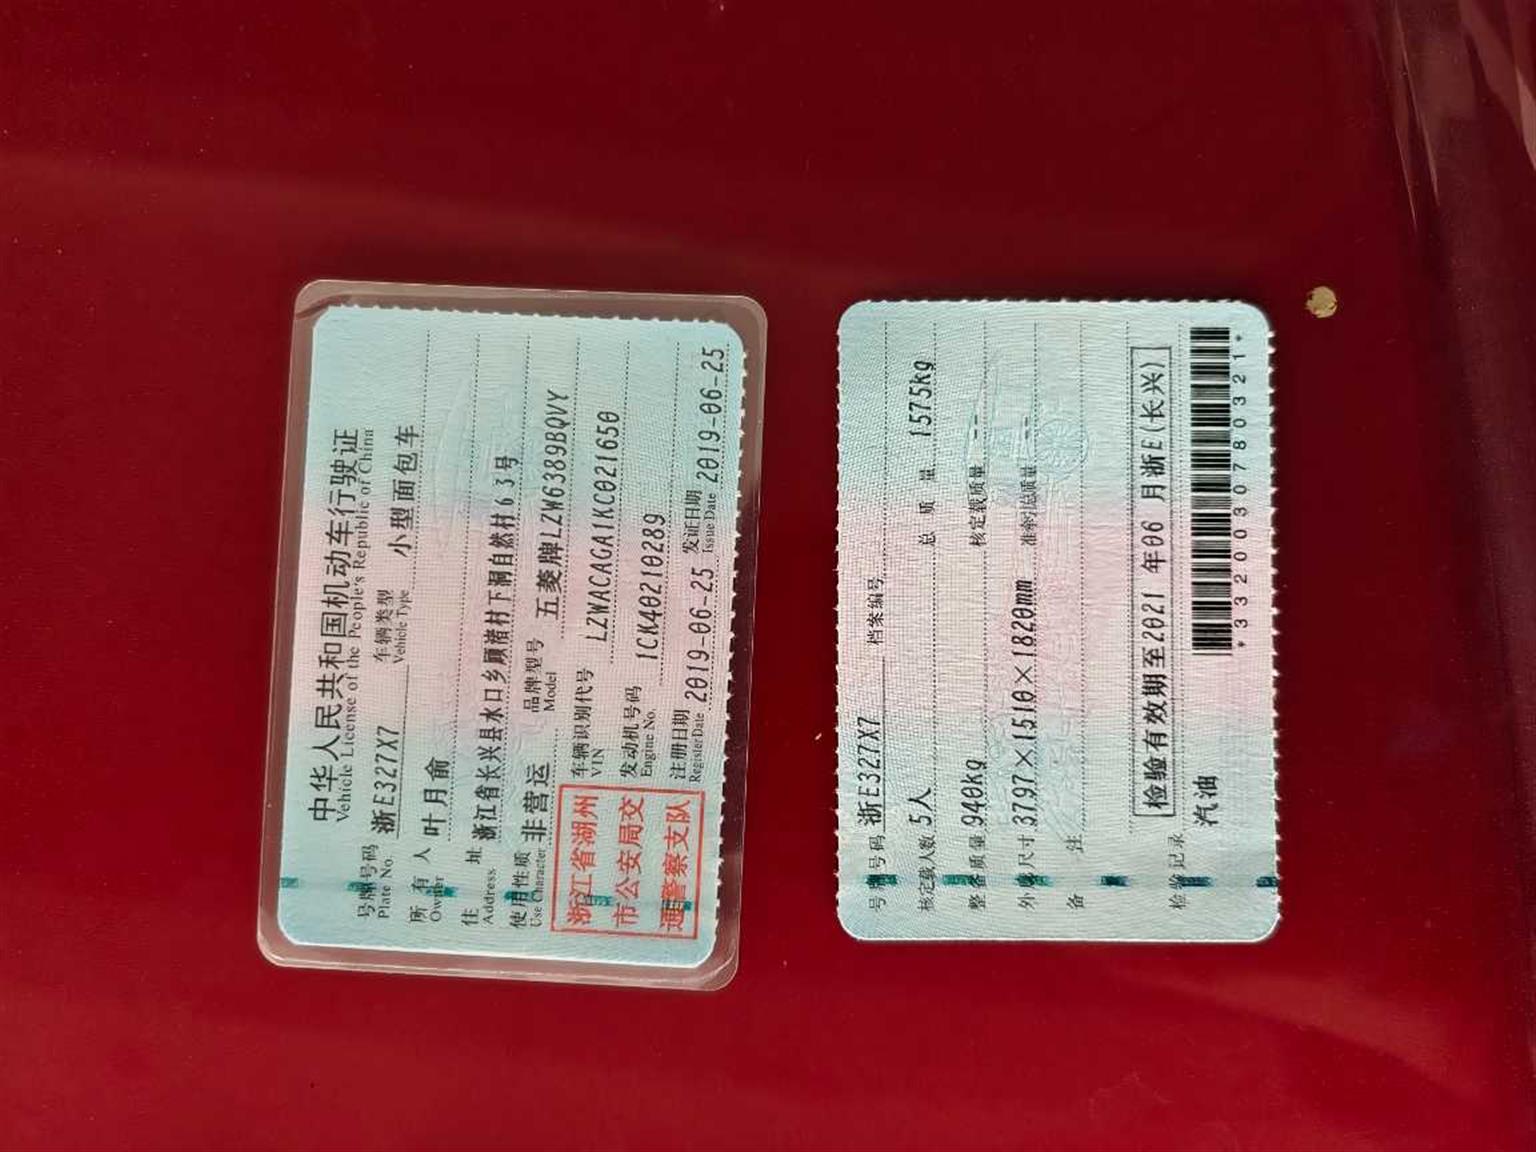 中华人民共和国机动车行驶证
Vehicle License of the People's Republic of China
号牌号码 浙E327X7 车辆类型 小型面包车
Plate No. Vehicle Type
所有人 叶月俞
Owner
住址 浙江省长兴县水口乡顾渚村下涧自然村63号
Address
使用性质 非营运 品牌型号 五菱牌LZW6389BQVY
Use Character Model
浙江省湖州
市公安局交
通警察支队
车辆识别代号 LZWACAGA1KC021650
VIN
发动机号码 1CK40210289
Engine No.
注册日期 2019-06-25 发证日期 2019-06-25
Register Date Issue Date
号牌号码 浙E327X7 档案编号
核定载人数 5人 总质量 1575kg
整备质量 940kg 核定载质量 --
外廓尺寸 3797×1510×1820mm 准牵引总质量 --
备注
检验有效期至2021年06月浙E(长兴)
检验记录
汽油
*3320030780321*